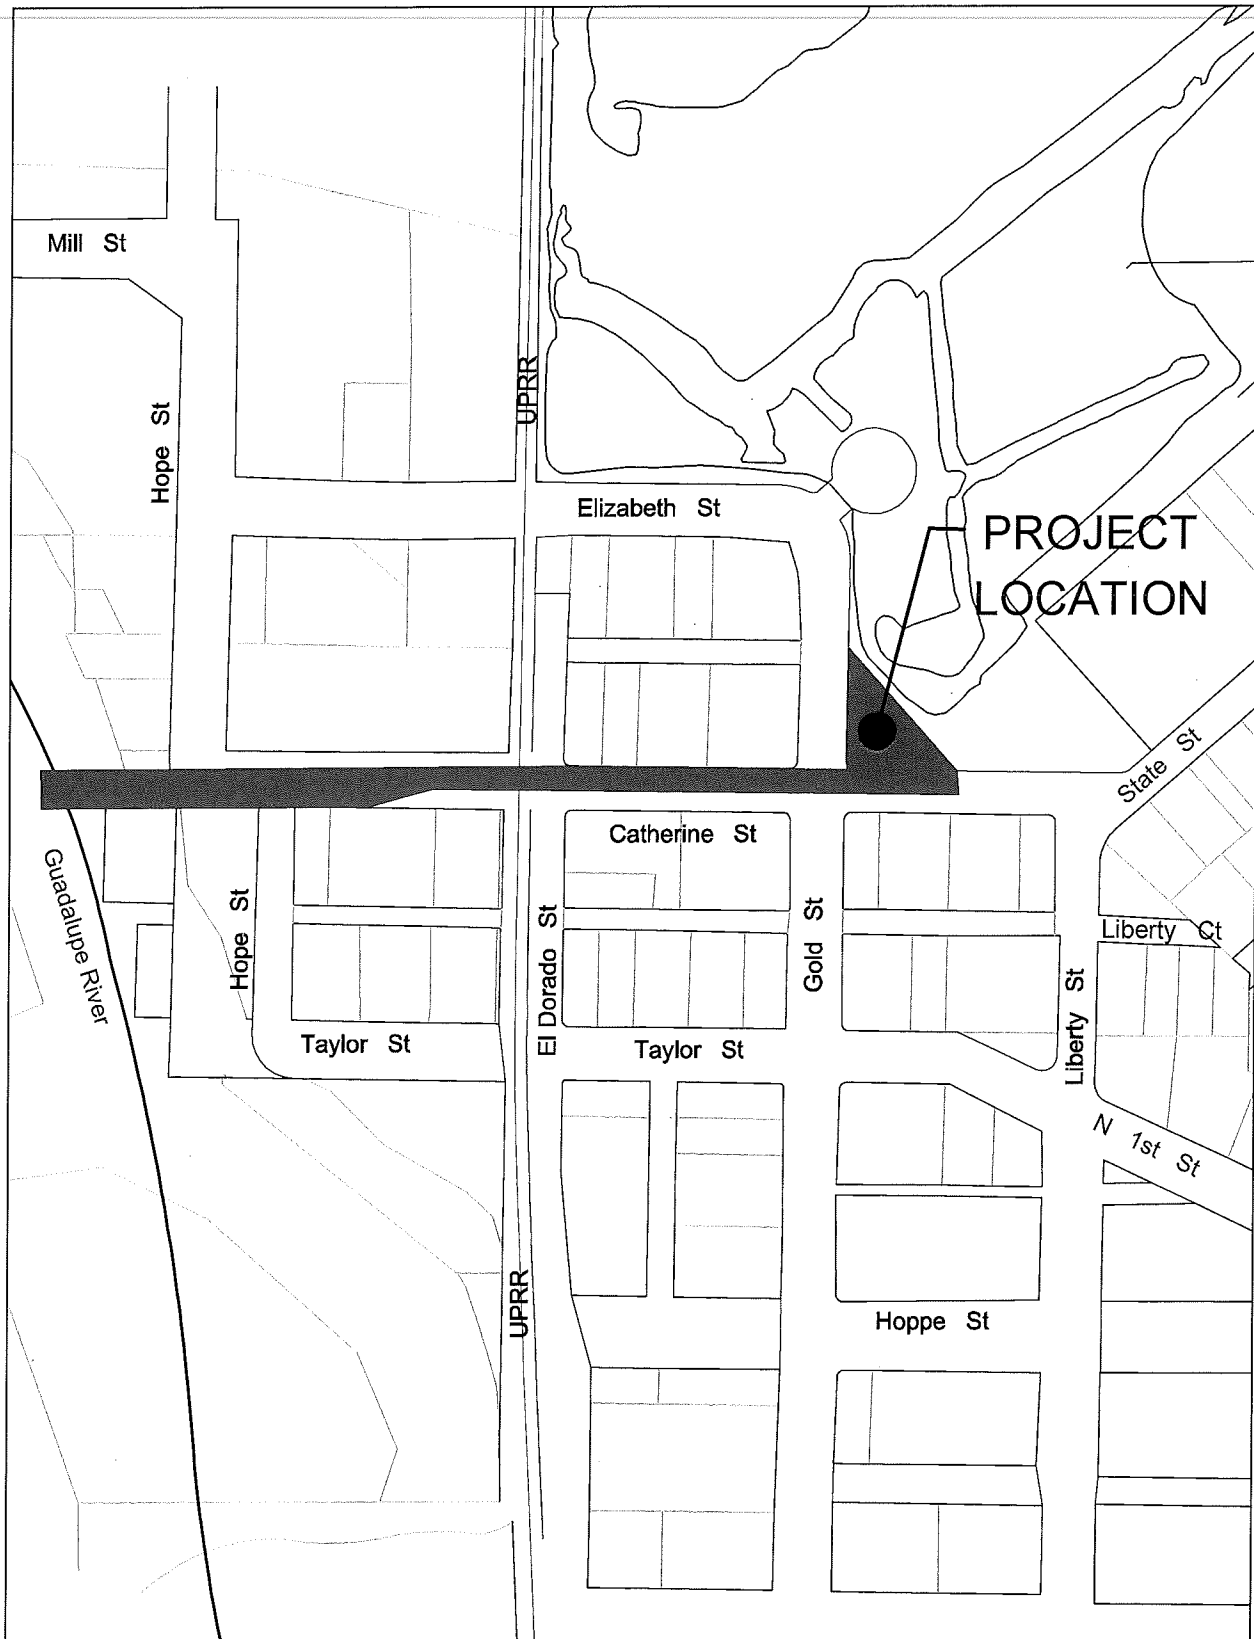 Mill St
UPRR
Hope St
Elizabeth St
PROJECT
LOCATION
State St
Catherine St
Guadalupe River
Hope St
El Dorado St
Gold St
Liberty Ct
Liberty St
Taylor St
Taylor St
N 1st St
UPRR
Hoppe St